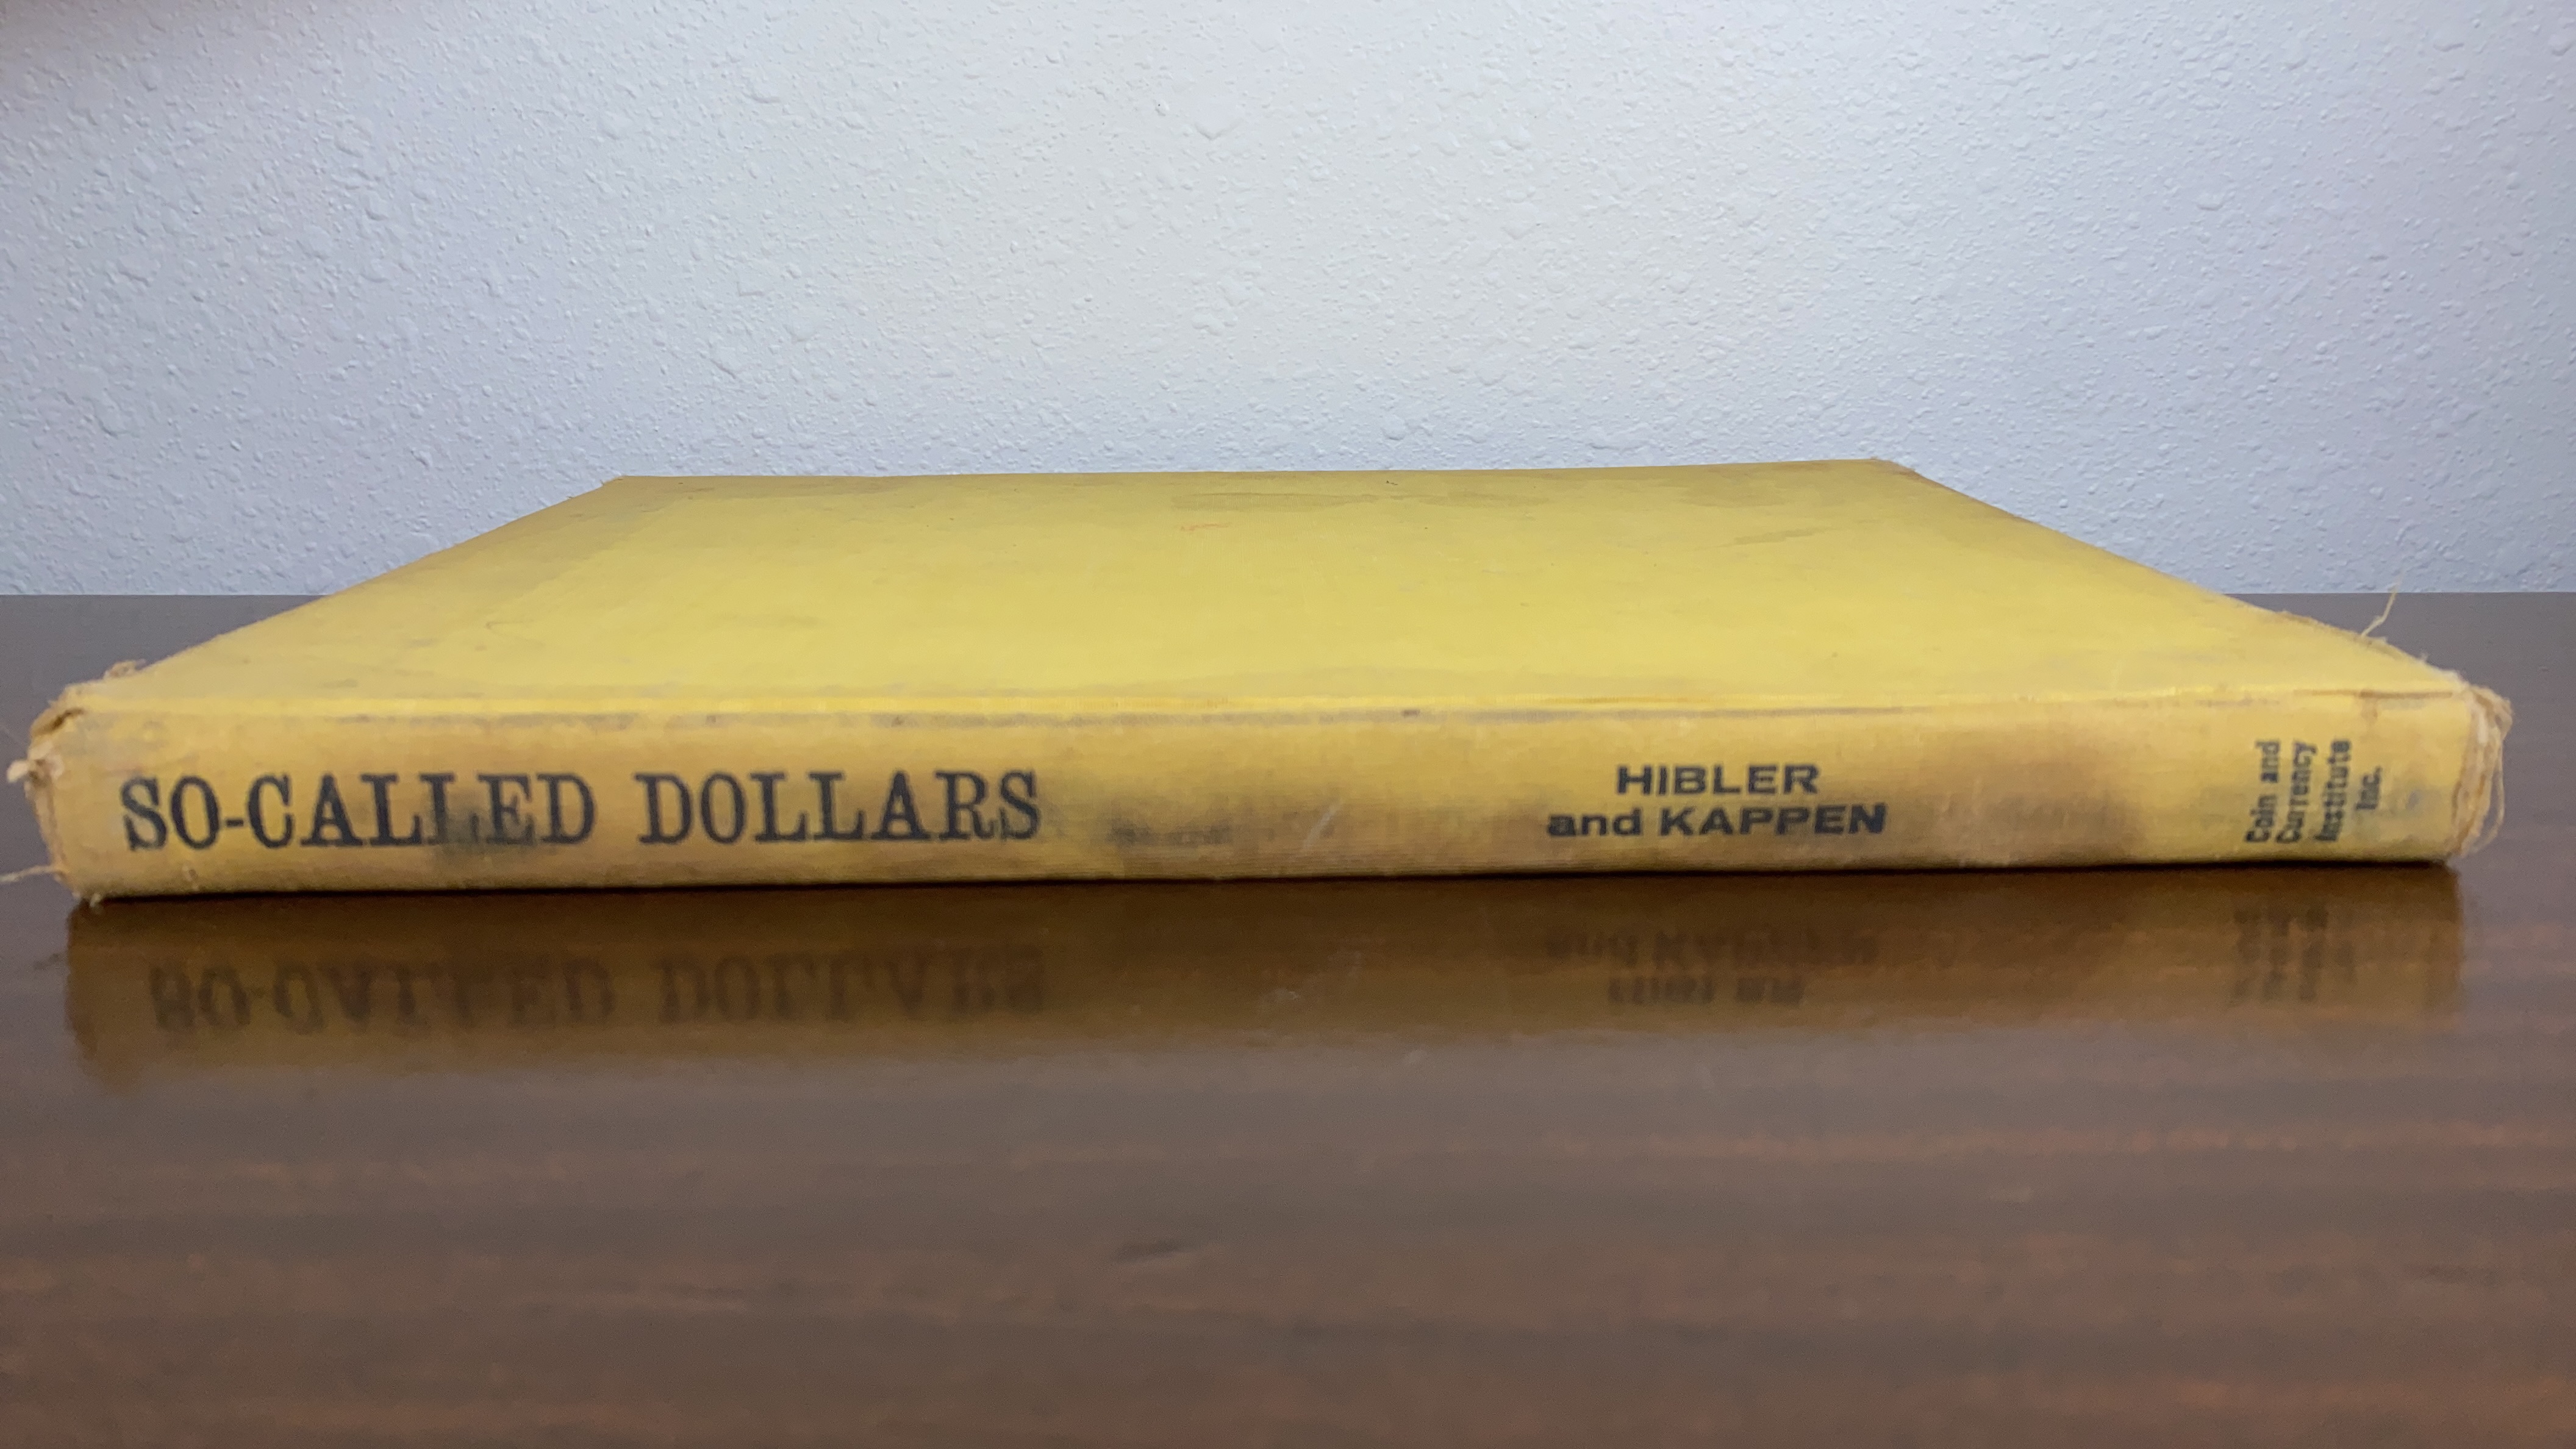 SO-CALLED DOLLARS
HIBLER
and KAPPEN
Coin and
Currency
Institute
Inc.